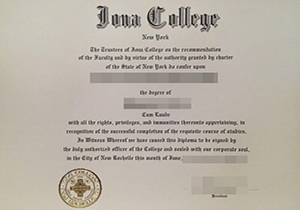 Iona College
New York
The Trustees of Iona College on the recommendation
of the Faculty and by virtue of the authority granted by charter
of the State of New York do confer upon
the degree of
Cum Laude
with all the rights, privileges, and immunities thereunto appertaining, in
recognition of the successful completion of the requisite course of studies.
In Witness Whereof we have caused this diploma to be signed by
the duly authorized officer of the College and sealed with our corporate seal,
in the City of New Rochelle this month of
President